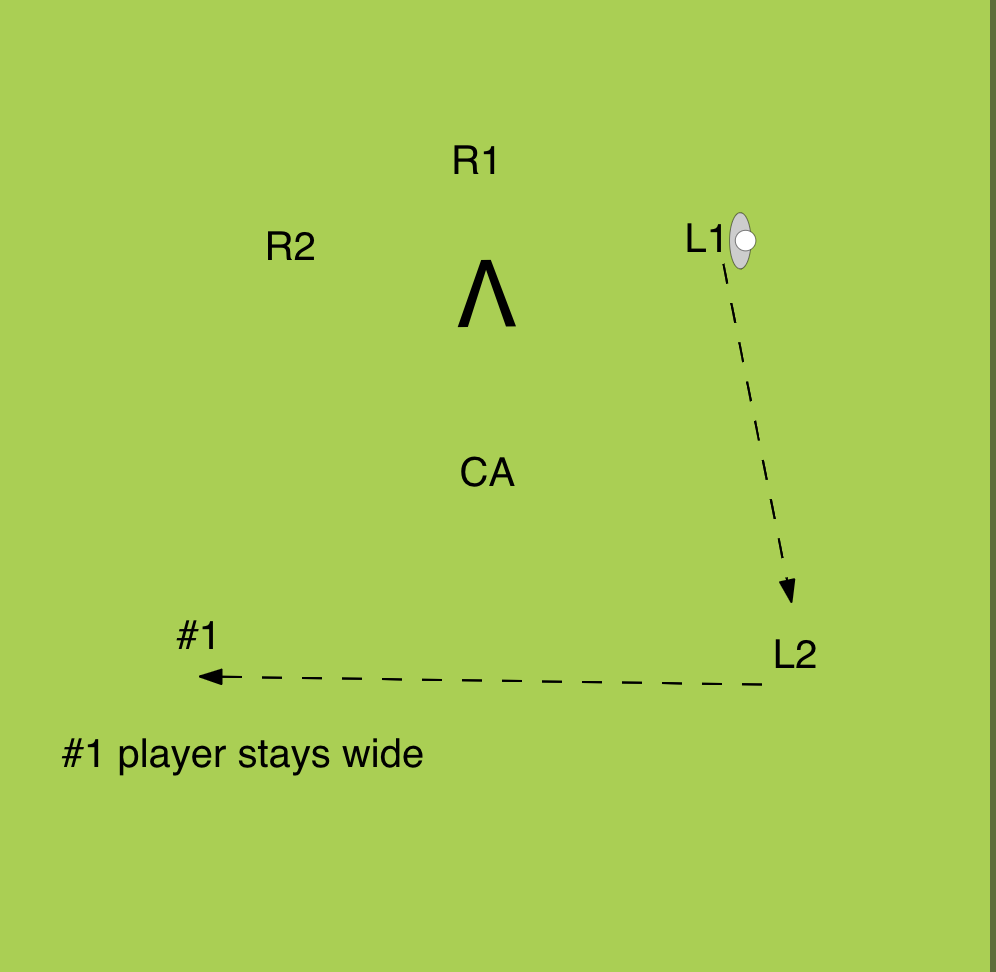 R1
R2
L1
Λ
CA
#1
L2
#1 player stays wide